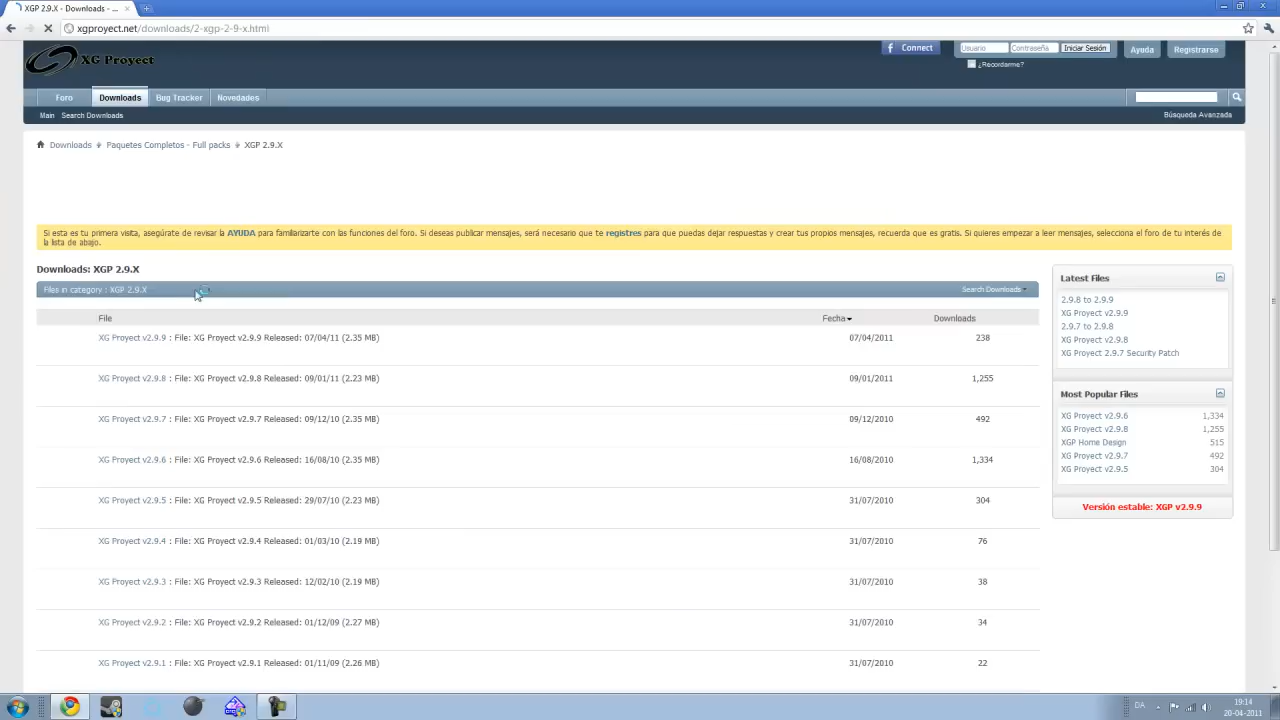 XGP 2.9.X - Downloads - ...
xgproyect.net/downloads/2-xgp-2-9-x.html
XG Proyect
Connect
Usuario
Contraseña
Iniciar Sesión
Ayuda
Registrarse
¿Recordarme?
Foro
Downloads
Bug Tracker
Novedades
Main
Search Downloads
Búsqueda Avanzada
Downloads
Paquetes Completos - Full packs
XGP 2.9.X
Si esta es tu primera visita, asegúrate de revisar la AYUDA para familiarizarte con las funciones del foro. Si deseas publicar mensajes, será necesario que te registres para que puedas dejar respuestas y crear tus propios mensajes, recuerda que es gratis. Si quieres empezar a leer mensajes, selecciona el foro de tu interés de
la lista de abajo.
Downloads: XGP 2.9.X
Files in category : XGP 2.9.X
Search Downloads
File
Fecha
Downloads
XG Proyect v2.9.9 : File: XG Proyect v2.9.9 Released: 07/04/11 (2.35 MB)
07/04/2011
238
XG Proyect v2.9.8 : File: XG Proyect v2.9.8 Released: 09/01/11 (2.23 MB)
09/01/2011
1,255
XG Proyect v2.9.7 : File: XG Proyect v2.9.7 Released: 09/12/10 (2.35 MB)
09/12/2010
492
XG Proyect v2.9.6 : File: XG Proyect v2.9.6 Released: 16/08/10 (2.35 MB)
16/08/2010
1,334
XG Proyect v2.9.5 : File: XG Proyect v2.9.5 Released: 29/07/10 (2.23 MB)
31/07/2010
304
XG Proyect v2.9.4 : File: XG Proyect v2.9.4 Released: 01/03/10 (2.19 MB)
31/07/2010
76
XG Proyect v2.9.3 : File: XG Proyect v2.9.3 Released: 12/02/10 (2.19 MB)
31/07/2010
38
XG Proyect v2.9.2 : File: XG Proyect v2.9.2 Released: 01/12/09 (2.27 MB)
31/07/2010
34
XG Proyect v2.9.1 : File: XG Proyect v2.9.1 Released: 01/11/09 (2.26 MB)
31/07/2010
22
Latest Files
2.9.8 to 2.9.9
XG Proyect v2.9.9
2.9.7 to 2.9.8
XG Proyect v2.9.8
XG Proyect 2.9.7 Security Patch
Most Popular Files
XG Proyect v2.9.6 1,334
XG Proyect v2.9.8 1,255
XGP Home Design 515
XG Proyect v2.9.7 492
XG Proyect v2.9.5 304
Versión estable: XGP v2.9.9
DA
19:14
20-04-2011